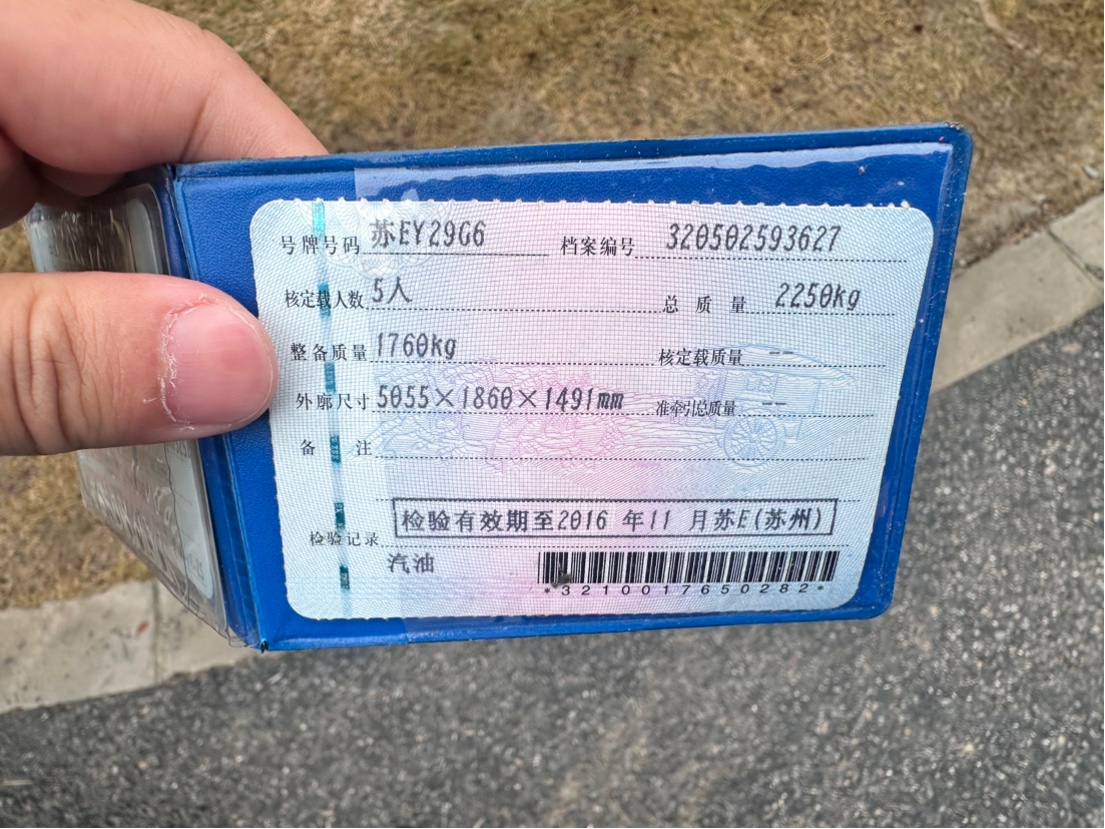 号牌号码 苏EY29G6 档案编号 320502593627
核定载人数 5人 总质量 2250kg
整备质量 1760kg 核定载质量 --
外廓尺寸 5055×1860×1491mm 准牵引总质量 --
备注
检验记录 检验有效期至2016 年11 月苏E(苏州)
汽油
*3210017650282*